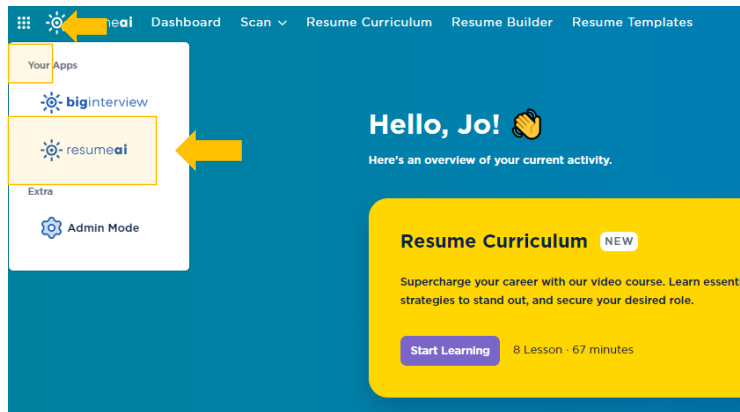 Dashboard Scan Resume Curriculum Resume Builder Resume Templates
Your Apps
biginterview
resumeai
Extra
Admin Mode
Hello, Jo! 👋
Here's an overview of your current activity.
Resume Curriculum NEW
Supercharge your career with our video course. Learn
strategies to stand out, and secure your desired role.
Start Learning 8 Lesson · 67 minutes